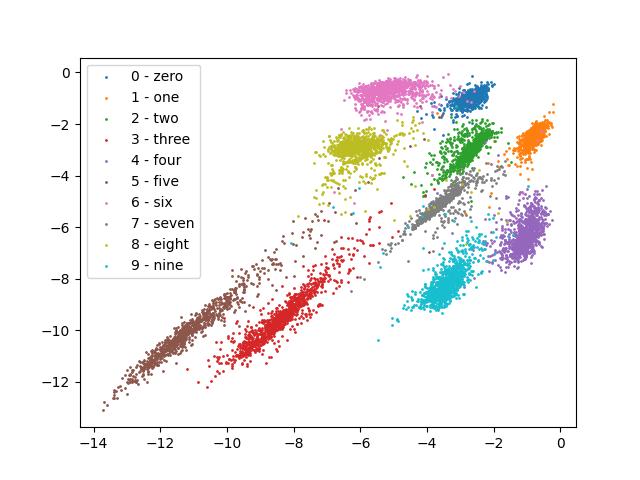 0 - zero
1 - one
2 - two
3 - three
4 - four
5 - five
6 - six
7 - seven
8 - eight
9 - nine
0
−2
−4
−6
−8
−10
−12
−14
−12
−10
−8
−6
−4
−2
0